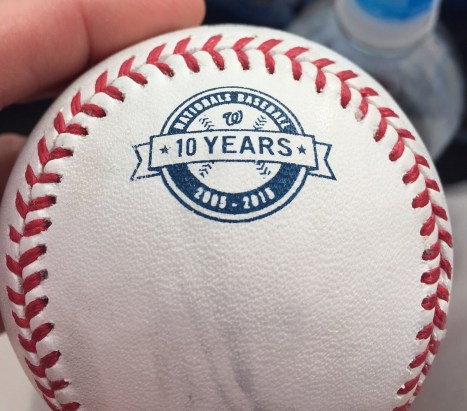 NATIONALS BASEBALL
W
★ 10 YEARS ★
2005 - 2015